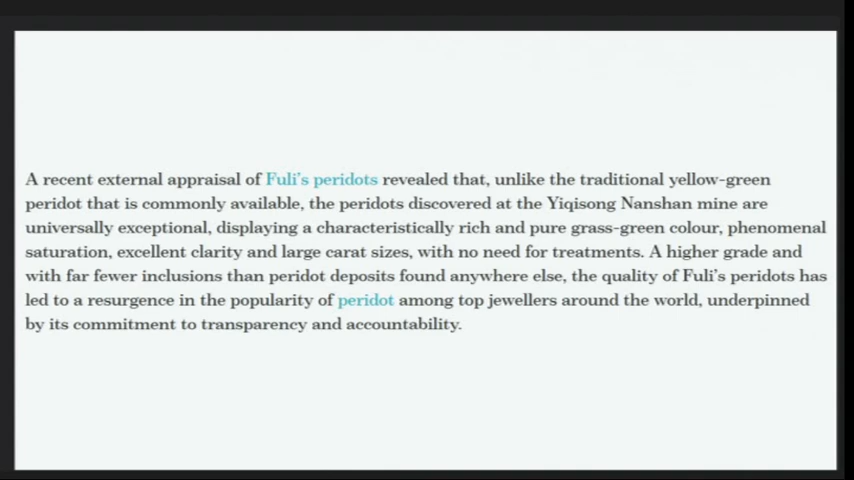 A recent external appraisal of Fuli's peridots revealed that, unlike the traditional yellow-green
peridot that is commonly available, the peridots discovered at the Yiqisong Nanshan mine are
universally exceptional, displaying a characteristically rich and pure grass-green colour, phenomenal
saturation, excellent clarity and large carat sizes, with no need for treatments. A higher grade and
with far fewer inclusions than peridot deposits found anywhere else, the quality of Fuli's peridots has
led to a resurgence in the popularity of peridot among top jewellers around the world, underpinned
by its commitment to transparency and accountability.